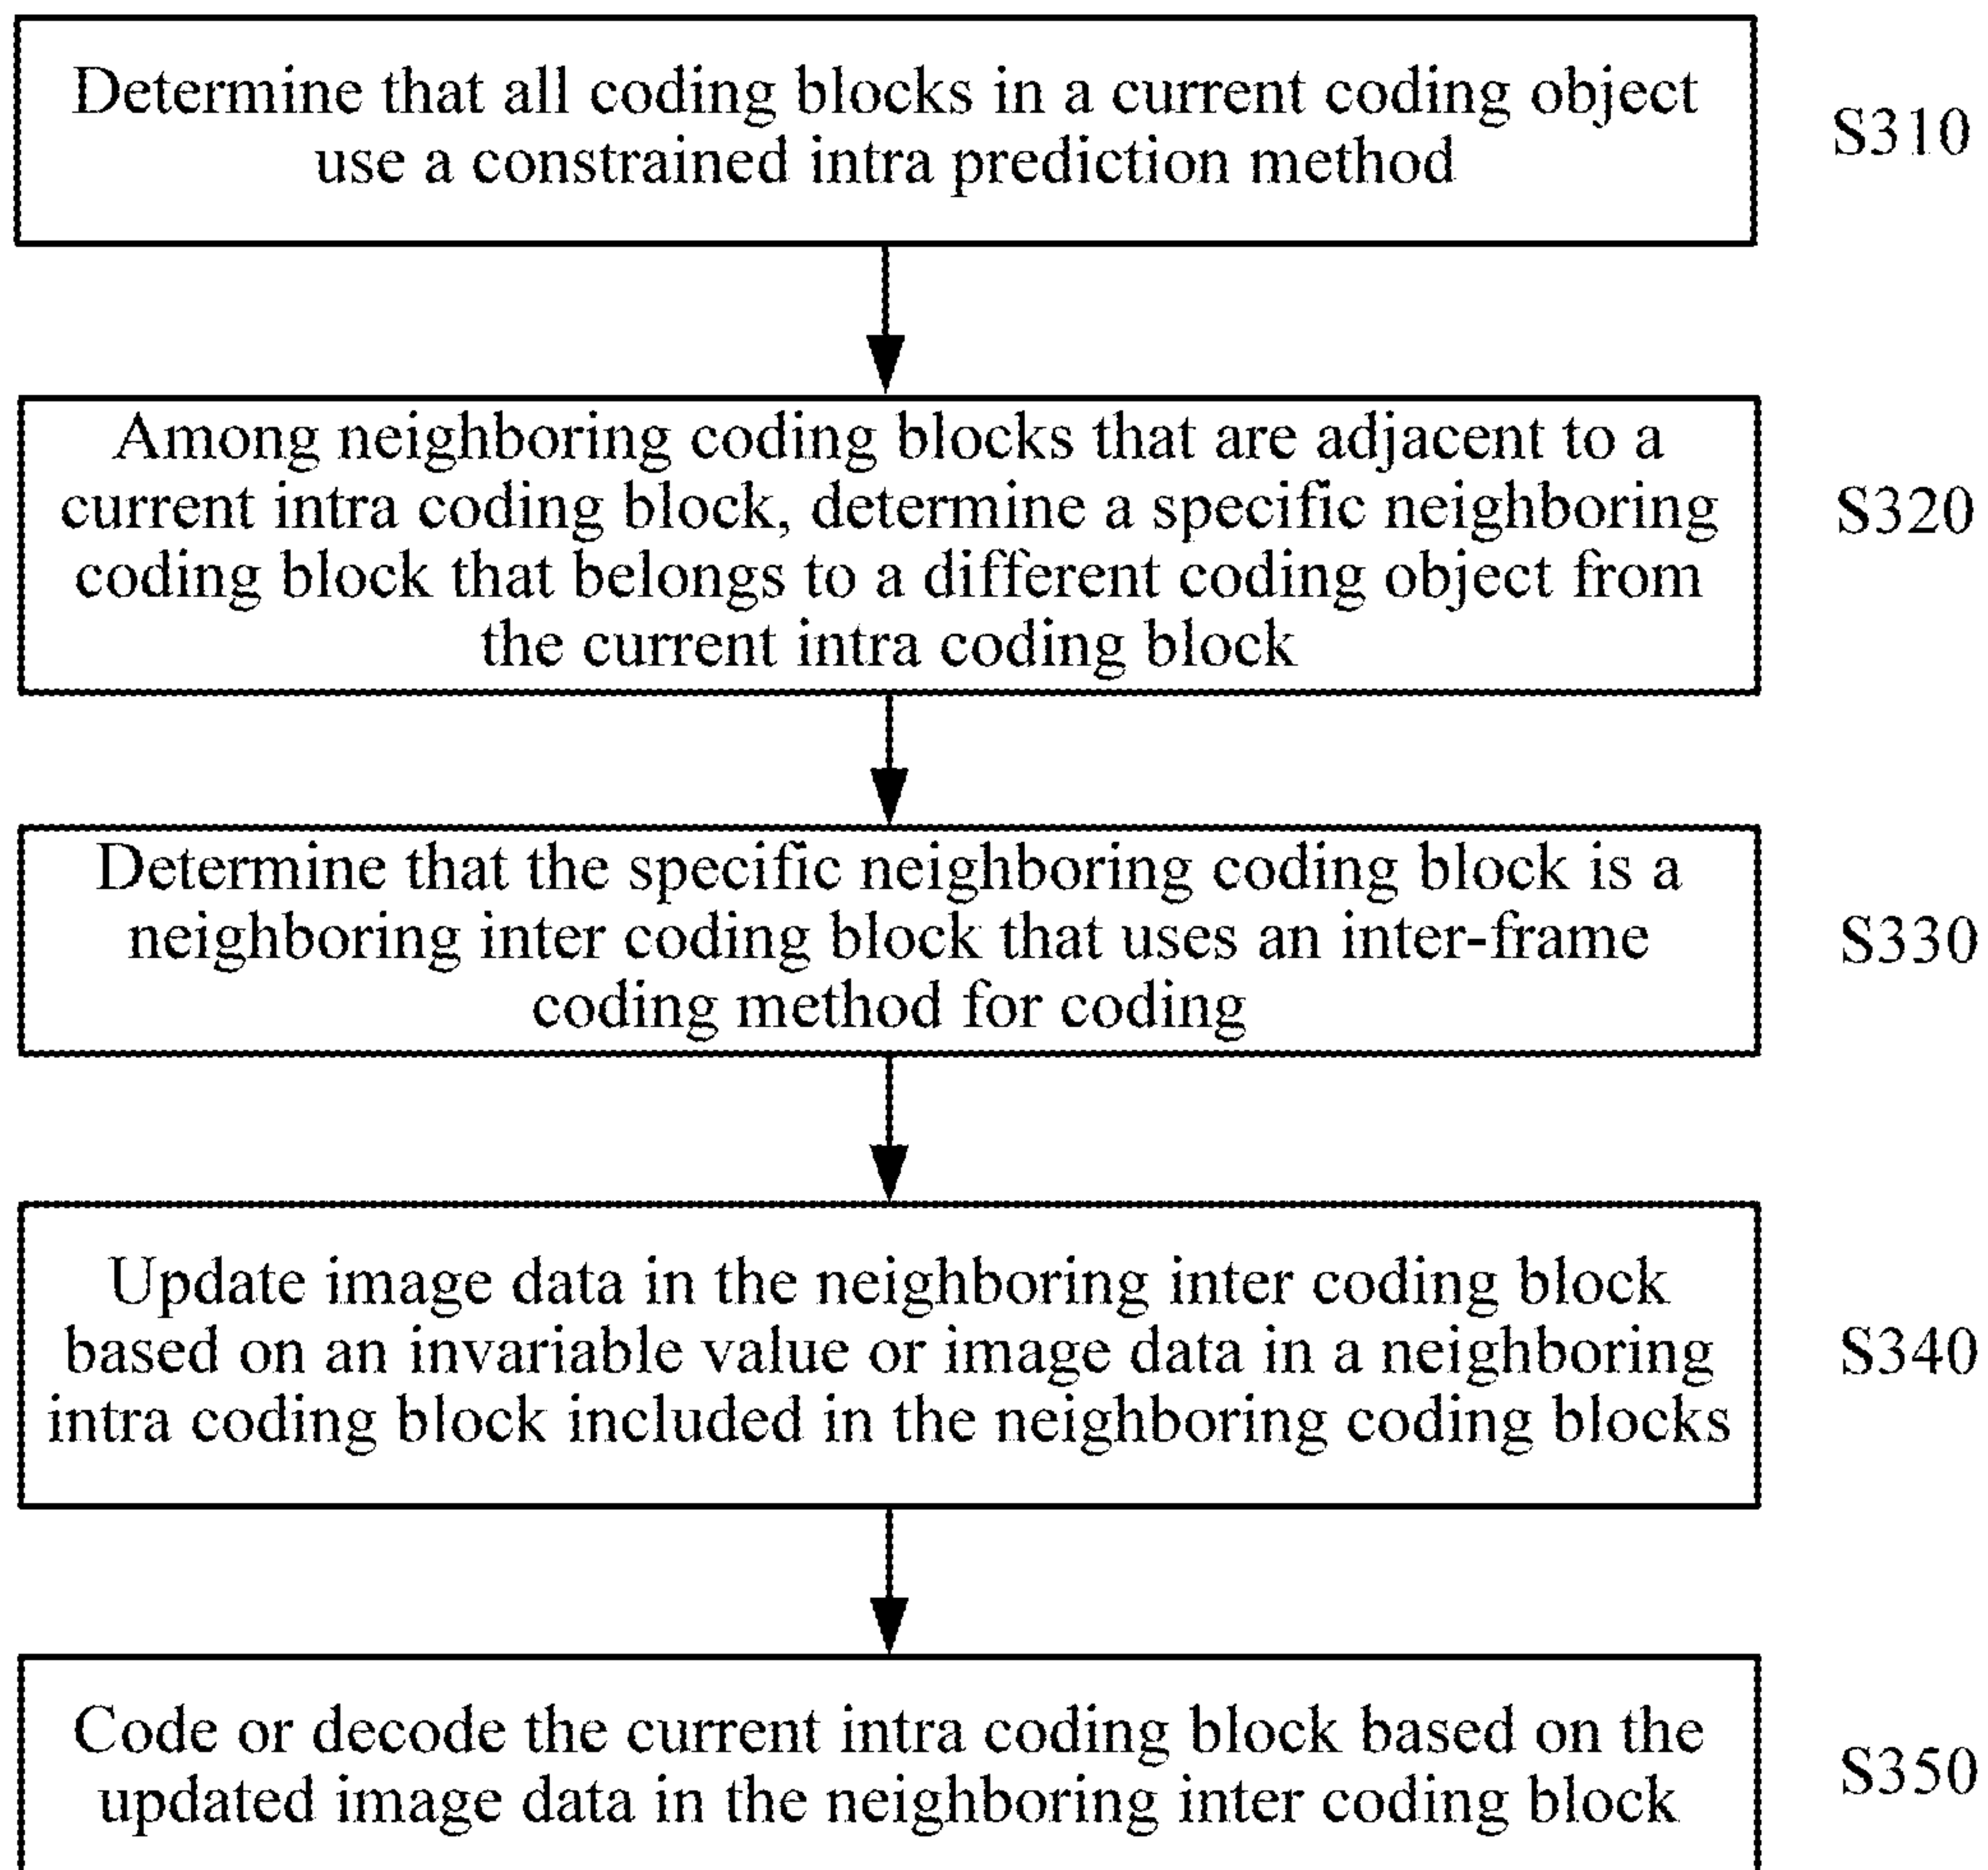 Determine that all coding blocks in a current coding object
use a constrained intra prediction method
S310
Among neighboring coding blocks that are adjacent to a
current intra coding block, determine a specific neighboring
coding block that belongs to a different coding object from
the current intra coding block
S320
Determine that the specific neighboring coding block is a
neighboring inter coding block that uses an inter-frame
coding method for coding
S330
Update image data in the neighboring inter coding block
based on an invariable value or image data in a neighboring
intra coding block included in the neighboring coding blocks
S340
Code or decode the current intra coding block based on the
updated image data in the neighboring inter coding block
S350